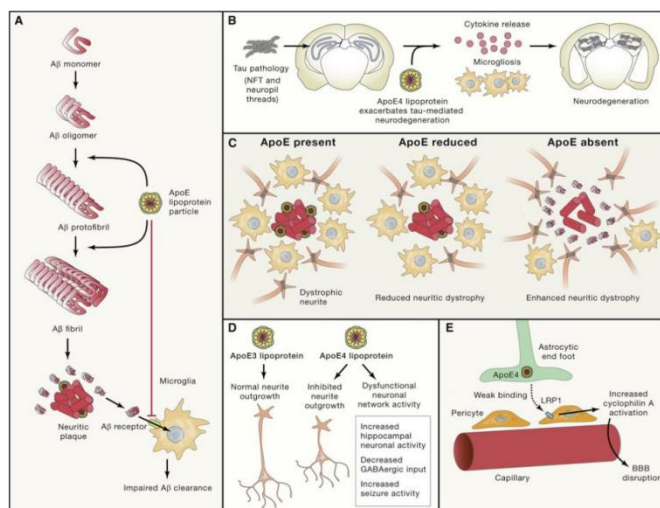 A
Aβ monomer
Aβ oligomer
ApoE
lipoprotein
particle
Aβ protofibril
Aβ fibril
Microglia
Neuritic
plaque
Aβ receptor
Impaired Aβ clearance
B
Tau pathology
(NFT and
neuropil
threads)
Cytokine release
Microgliosis
ApoE4 lipoprotein
exacerbates tau-mediated
neurodegeneration
Neurodegeneration
C
ApoE present
ApoE reduced
ApoE absent
Dystrophic
neurite
Reduced neuritic dystrophy
Enhanced neuritic dystrophy
D
ApoE3 lipoprotein
ApoE4 lipoprotein
Normal neurite
outgrowth
Inhibited
neurite
outgrowth
Dysfunctional
neuronal
network activity
Increased
hippocampal
neuronal activity
Decreased
GABAergic input
Increased
seizure activity
E
Astrocytic
end foot
ApoE4
Weak binding
LRP1
Pericyte
Increased
cyclophilin A
activation
Capillary
BBB
disruption